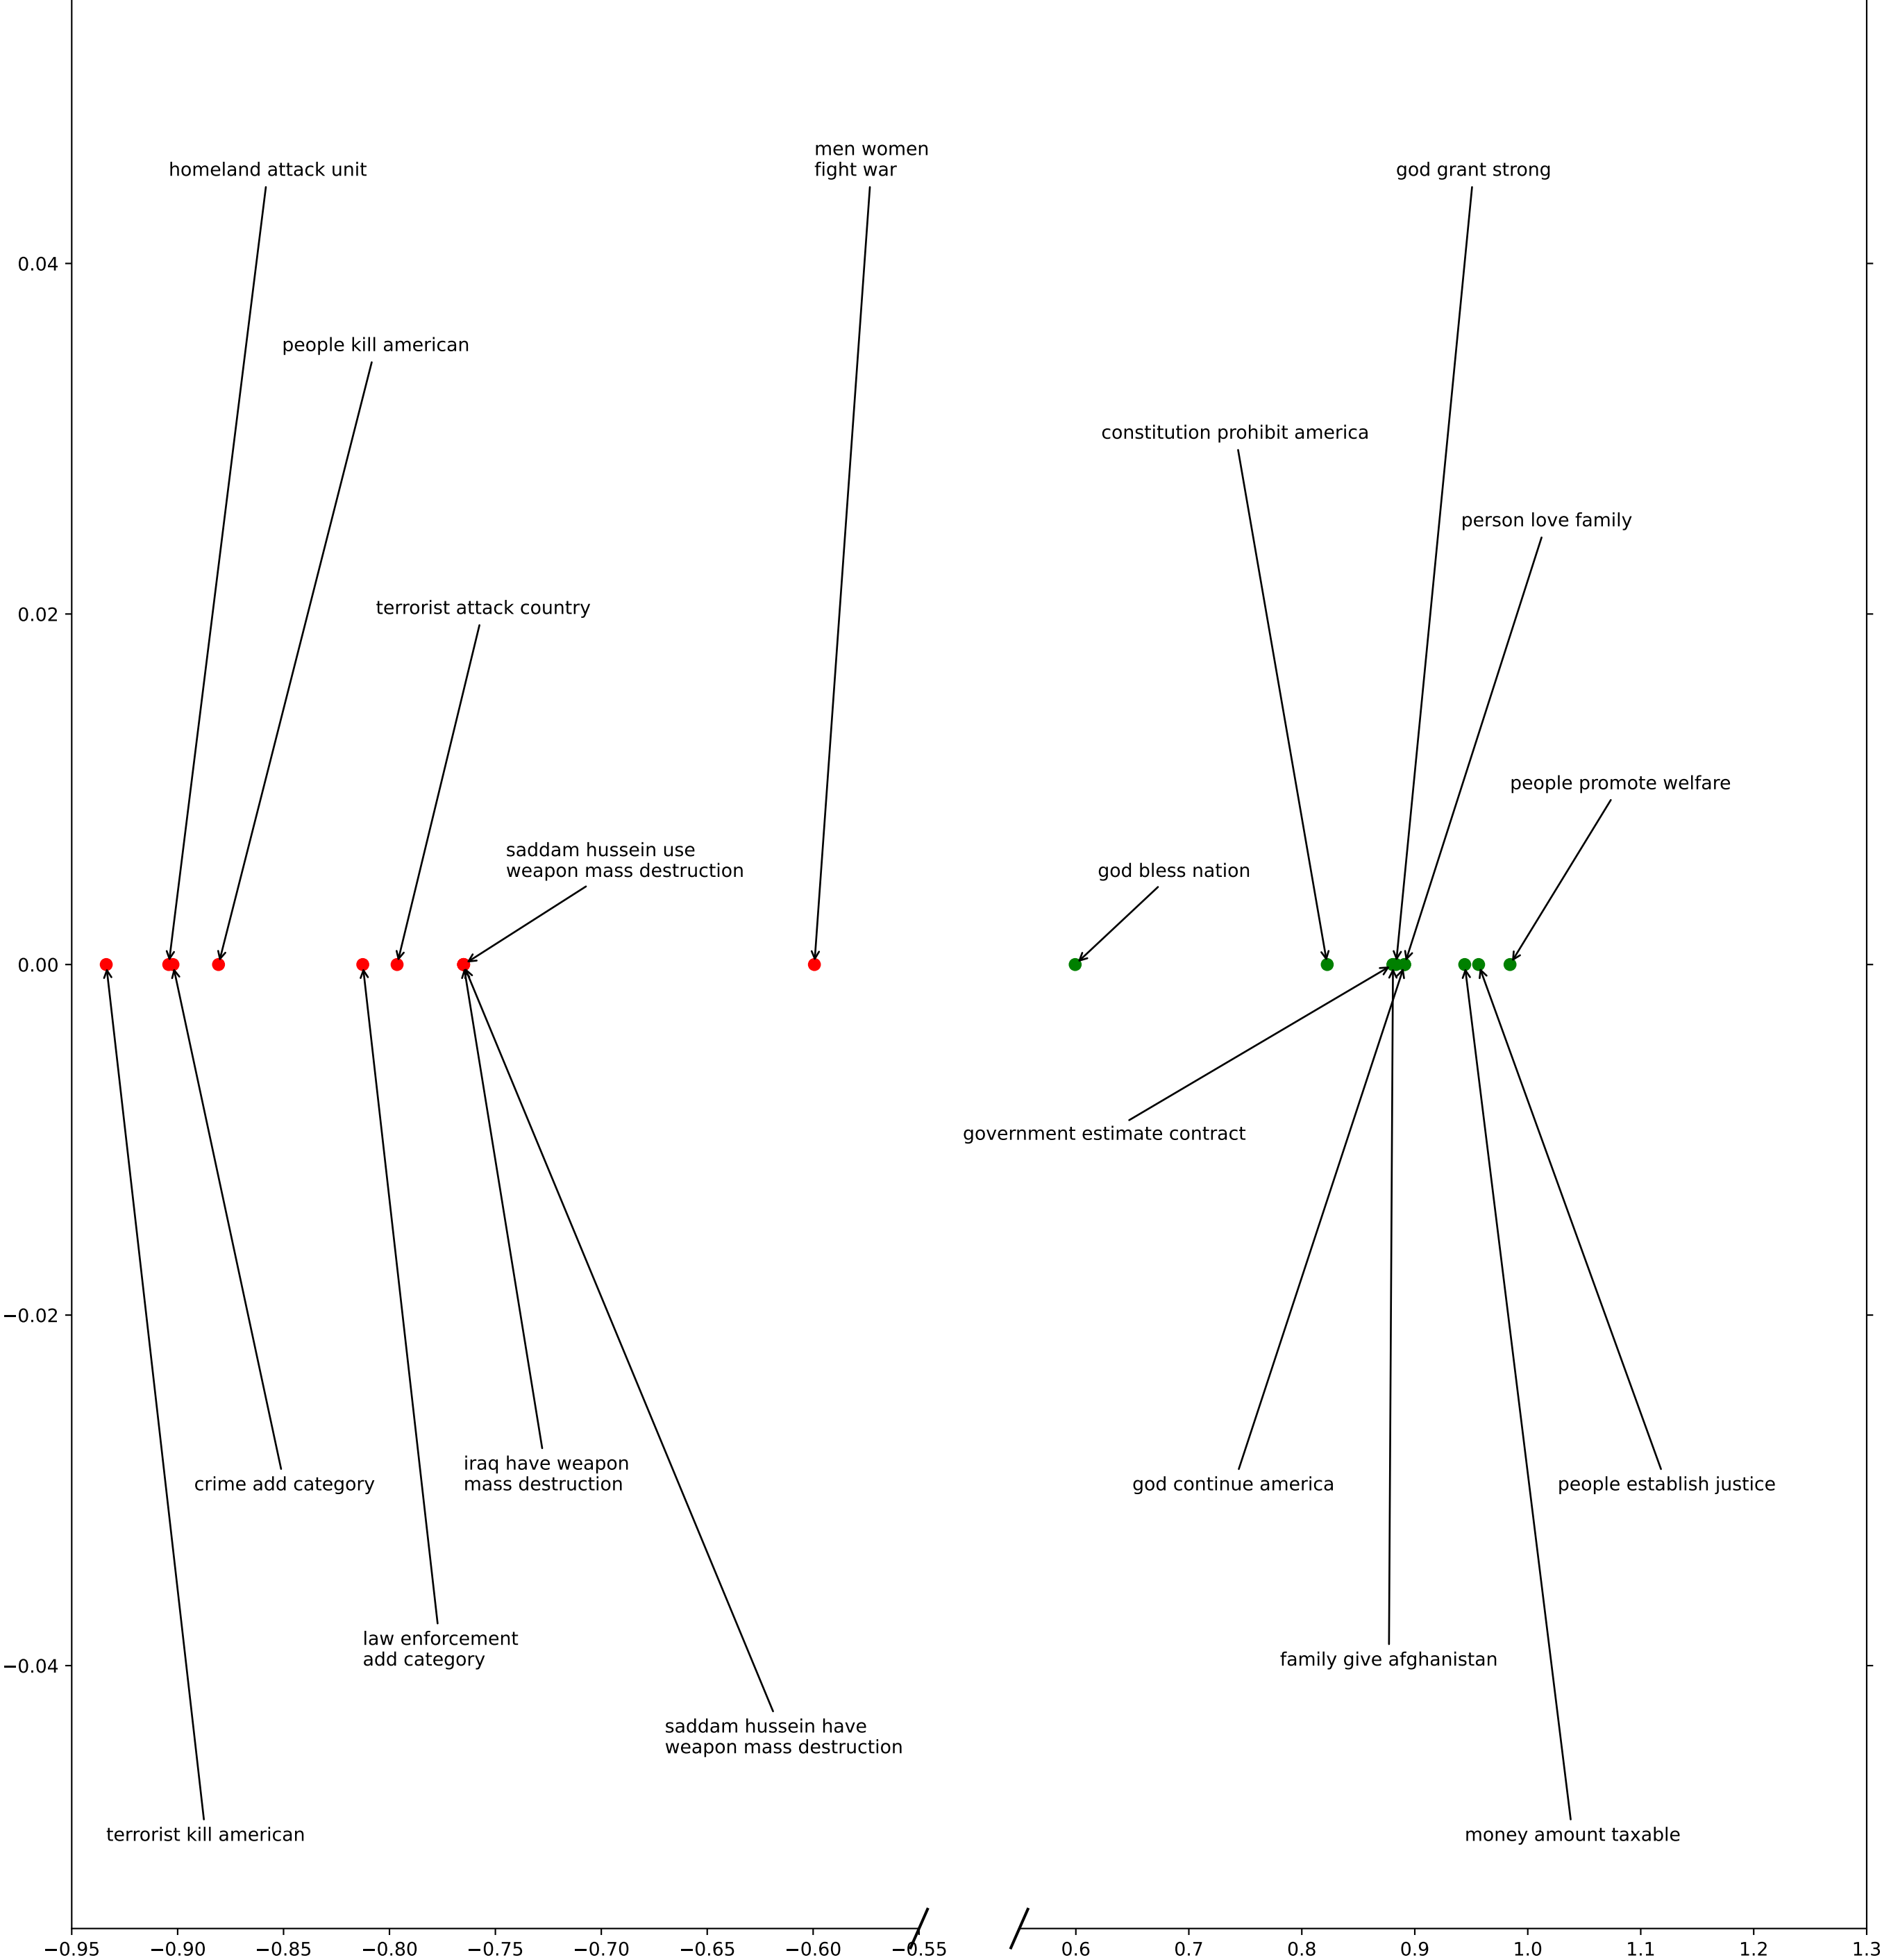 men women
fight war
homeland attack unit
god grant strong
0.04
people kill american
constitution prohibit america
person love family
terrorist attack country
0.02
people promote welfare
saddam hussein use
weapon mass destruction
god bless nation
0.00
government estimate contract
−0.02
iraq have weapon
mass destruction
crime add category
god continue america
people establish justice
law enforcement
add category
family give afghanistan
−0.04
saddam hussein have
weapon mass destruction
terrorist kill american
money amount taxable
−0.95 −0.90 −0.85 −0.80 −0.75 −0.70 −0.65 −0.60 −0.55 0.6 0.7 0.8 0.9 1.0 1.1 1.2 1.3